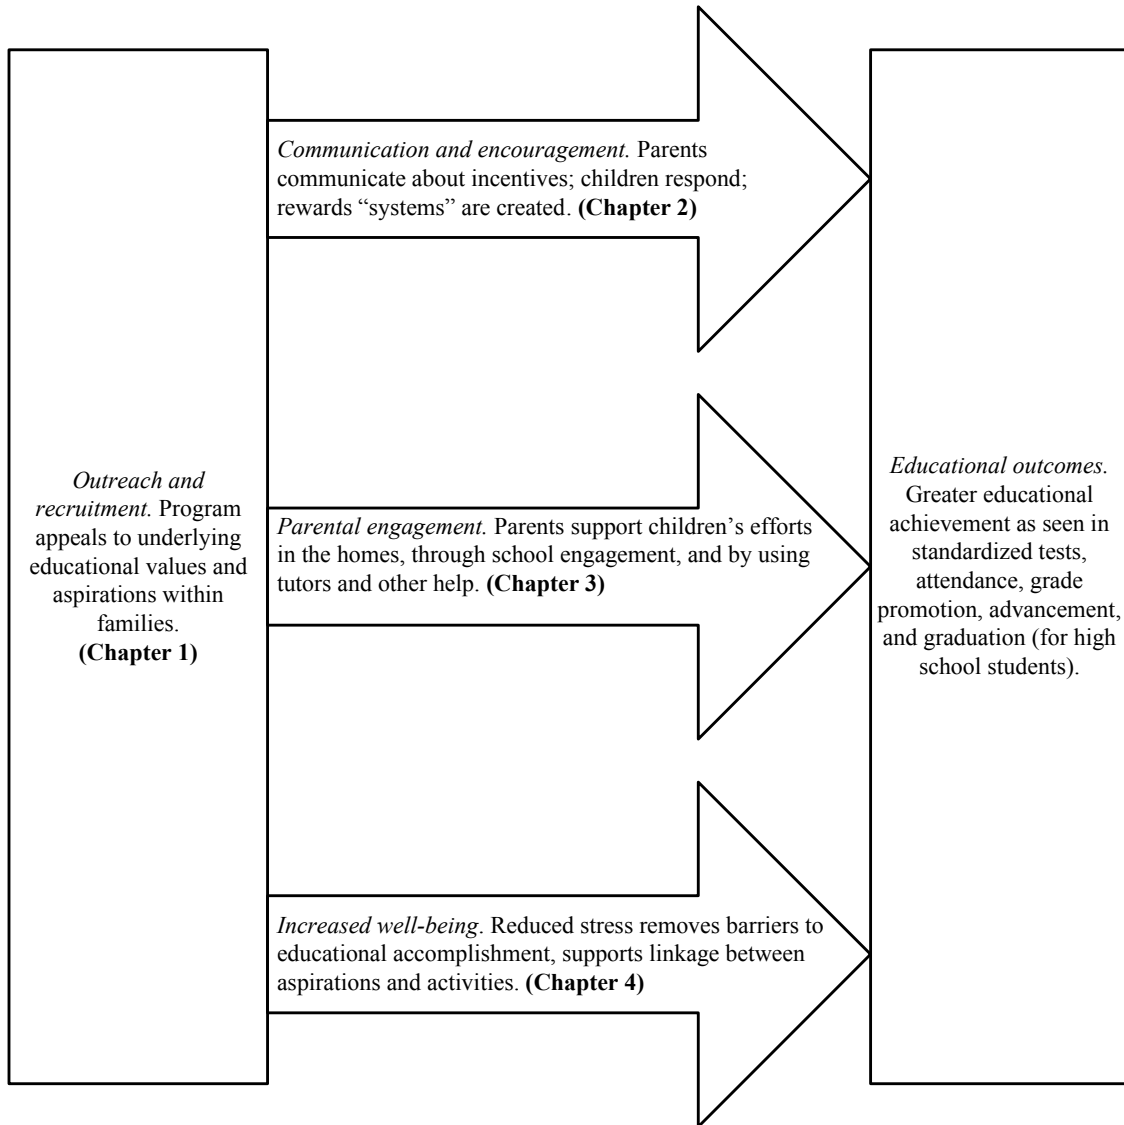 Outreach and
recruitment. Program
appeals to underlying
educational values and
aspirations within
families.
(Chapter 1)
Communication and encouragement. Parents
communicate about incentives; children respond;
rewards “systems” are created. (Chapter 2)
Parental engagement. Parents support children’s efforts
in the homes, through school engagement, and by using
tutors and other help. (Chapter 3)
Increased well-being. Reduced stress removes barriers to
educational accomplishment, supports linkage between
aspirations and activities. (Chapter 4)
Educational outcomes.
Greater educational
achievement as seen in
standardized tests,
attendance, grade
promotion, advancement,
and graduation (for high
school students).